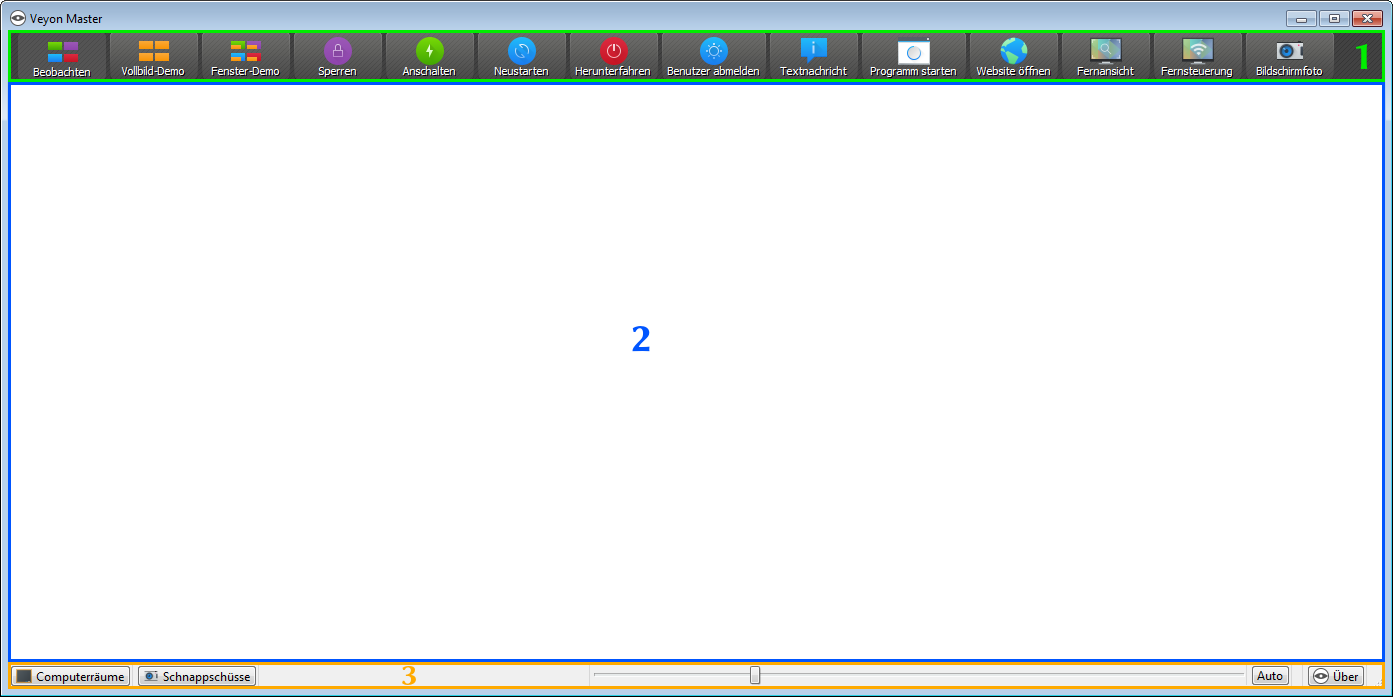 Veyon Master
Beobachten Vollbild-Demo Fenster-Demo Sperren Anschalten Neustarten Herunterfahren Benutzer abmelden Textnachricht Programm starten Website öffnen Fernansicht Fernsteuerung Bildschirmfoto 1
2
Computerräume Schnappschüsse 3 Auto Über